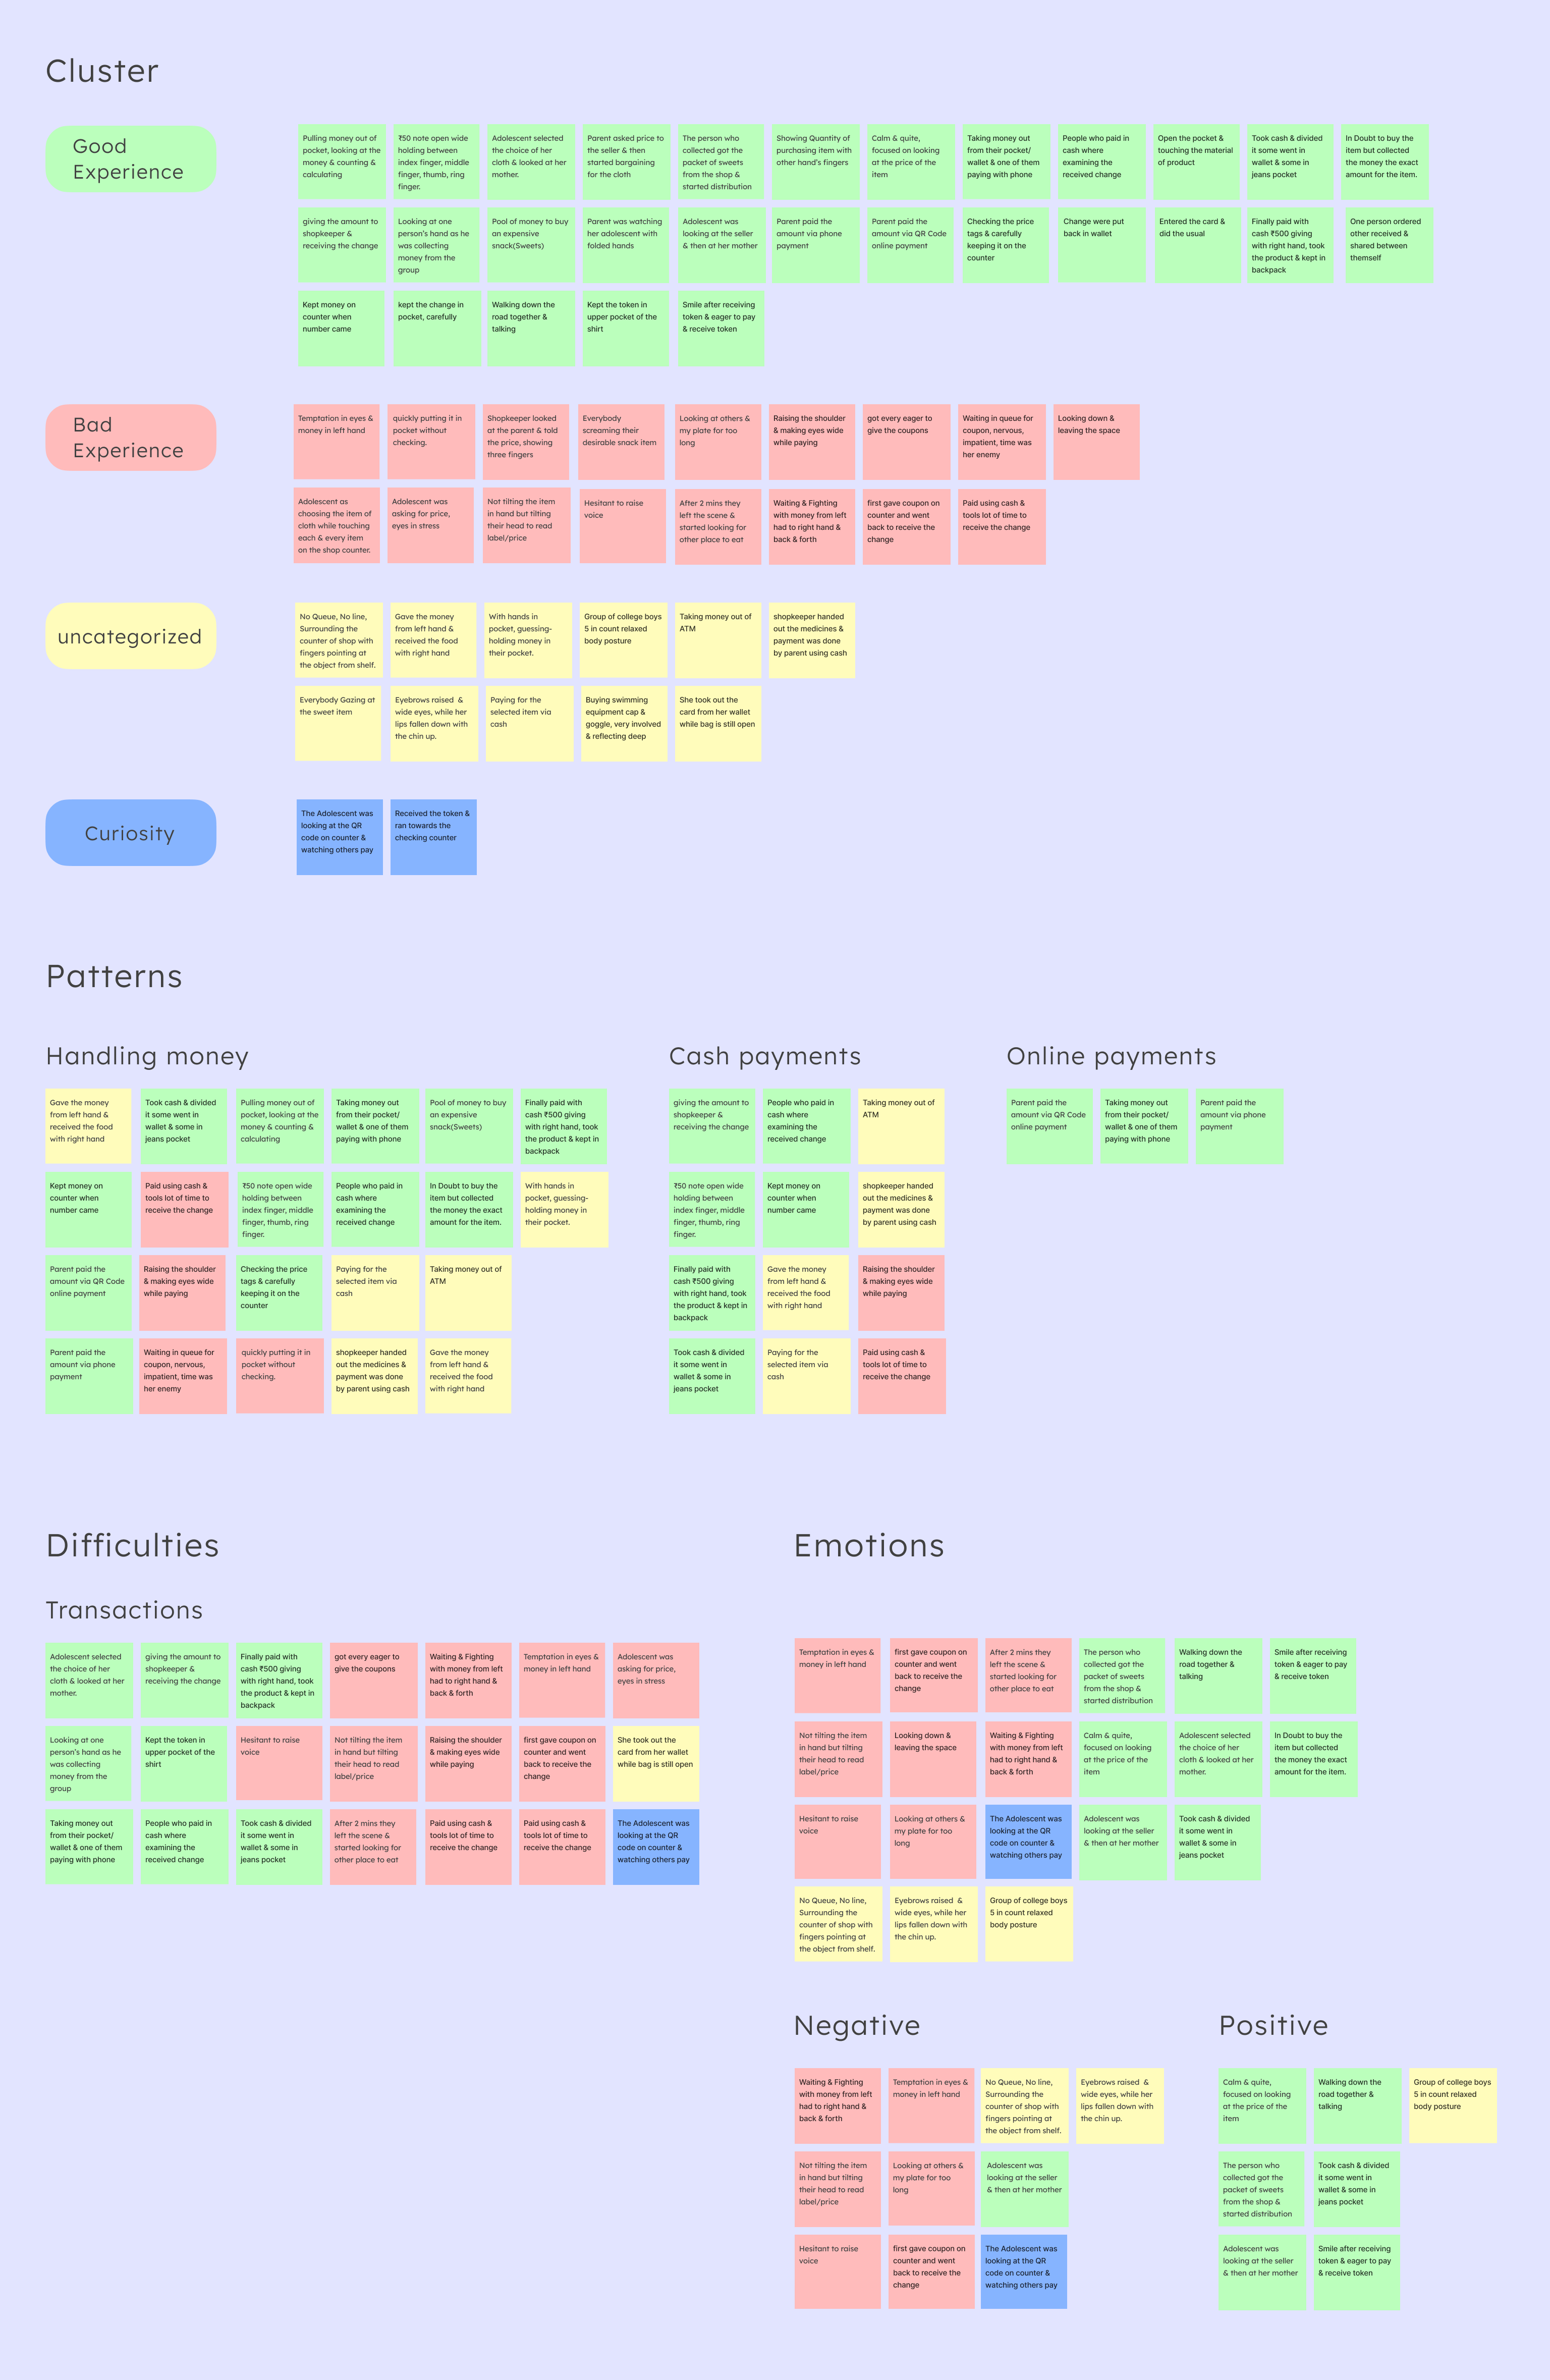 Cluster
Good
Experience
Pulling money out of
pocket, looking at the
money & counting &
calculating
₹50 note open wide
holding between
index finger, middle
finger, thumb, ring
finger.
Adolescent selected
the choice of her
cloth & looked at her
mother.
Parent asked price to
the seller & then
started bargaining
for the cloth
The person who
collected got the
packet of sweets
from the shop &
started distribution
Showing Quantity of
purchasing item with
other hand's fingers
Calm & quite,
focused on looking
at the price of the
item
Taking money out
from their pocket/
wallet & one of them
paying with phone
People who paid in
cash where
examining the
received change
Open the pocket &
touching the material
of product
Took cash & divided
it some went in
wallet & some in
jeans pocket
In Doubt to buy the
item but collected
the money the exact
amount for the item.
giving the amount to
shopkeeper &
receiving the change
Looking at one
person's hand as he
was collecting
money from the
group
Pool of money to buy
an expensive
snack(Sweets)
Parent was watching
her adolescent with
folded hands
Adolescent was
looking at the seller
& then at her mother
Parent paid the
amount via phone
payment
Parent paid the
amount via QR Code
online payment
Checking the price
tags & carefully
keeping it on the
counter
Change were put
back in wallet
Entered the card &
did the usual
Finally paid with
cash ₹500 giving
with right hand, took
the product & kept in
backpack
One person ordered
other received &
shared between
themself
Kept money on
counter when
number came
kept the change in
pocket, carefully
Walking down the
road together &
talking
Kept the token in
upper pocket of the
shirt
Smile after receiving
token & eager to pay
& receive token
Bad
Experience
Temptation in eyes &
money in left hand
quickly putting it in
pocket without
checking.
Shopkeeper looked
at the parent & told
the price, showing
three fingers
Everybody
screaming their
desirable snack item
Looking at others &
my plate for too
long
Raising the shoulder
& making eyes wide
while paying
got every eager to
give the coupons
Waiting in queue for
coupon, nervous,
impatient, time was
her enemy
Looking down &
leaving the space
Adolescent as
choosing the item of
cloth while touching
each & every item
on the shop counter.
Adolescent was
asking for price,
eyes in stress
Not tilting the item
in hand but tilting
their head to read
label/price
Hesitant to raise
voice
After 2 mins they
left the scene &
started looking for
other place to eat
Waiting & Fighting
with money from left
had to right hand &
back & forth
first gave coupon on
counter and went
back to receive the
change
Paid using cash &
tools lot of time to
receive the change
uncategorized
No Queue, No line,
Surrounding the
counter of shop with
fingers pointing at
the object from shelf.
Gave the money
from left hand &
received the food
with right hand
With hands in
pocket, guessing-
holding money in
their pocket.
Group of college boys
5 in count relaxed
body posture
Taking money out of
ATM
shopkeeper handed
out the medicines &
payment was done
by parent using cash
Everybody Gazing at
the sweet item
Eyebrows raised &
wide eyes, while her
lips fallen down with
the chin up.
Paying for the
selected item via
cash
Buying swimming
equipment cap &
goggle, very involved
& reflecting deep
She took out the
card from her wallet
while bag is still open
Curiosity
The Adolescent was
looking at the QR
code on counter &
watching others pay
Received the token &
ran towards the
checking counter
Patterns
Handling money
Gave the money
from left hand &
received the food
with right hand
Took cash & divided
it some went in
wallet & some in
jeans pocket
Pulling money out of
pocket, looking at the
money & counting &
calculating
Taking money out
from their pocket/
wallet & one of them
paying with phone
Pool of money to buy
an expensive
snack(Sweets)
Finally paid with
cash ₹500 giving
with right hand, took
the product & kept in
backpack
Kept money on
counter when
number came
Paid using cash &
tools lot of time to
receive the change
₹50 note open wide
holding between
index finger, middle
finger, thumb, ring
finger.
People who paid in
cash where
examining the
received change
In Doubt to buy the
item but collected
the money the exact
amount for the item.
With hands in
pocket, guessing-
holding money in
their pocket.
Parent paid the
amount via QR Code
online payment
Raising the shoulder
& making eyes wide
while paying
Checking the price
tags & carefully
keeping it on the
counter
Paying for the
selected item via
cash
Taking money out of
ATM
Parent paid the
amount via phone
payment
Waiting in queue for
coupon, nervous,
impatient, time was
her enemy
quickly putting it in
pocket without
checking.
shopkeeper handed
out the medicines &
payment was done
by parent using cash
Gave the money
from left hand &
received the food
with right hand
Cash payments
giving the amount to
shopkeeper &
receiving the change
People who paid in
cash where
examining the
received change
Taking money out of
ATM
₹50 note open wide
holding between
index finger, middle
finger, thumb, ring
finger.
Kept money on
counter when
number came
shopkeeper handed
out the medicines &
payment was done
by parent using cash
Finally paid with
cash ₹500 giving
with right hand, took
the product & kept in
backpack
Gave the money
from left hand &
received the food
with right hand
Raising the shoulder
& making eyes wide
while paying
Took cash & divided
it some went in
wallet & some in
jeans pocket
Paying for the
selected item via
cash
Paid using cash &
tools lot of time to
receive the change
Online payments
Parent paid the
amount via QR Code
online payment
Taking money out
from their pocket/
wallet & one of them
paying with phone
Parent paid the
amount via phone
payment
Difficulties
Transactions
Adolescent selected
the choice of her
cloth & looked at her
mother.
giving the amount to
shopkeeper &
receiving the change
Finally paid with
cash ₹500 giving
with right hand, took
the product & kept in
backpack
got every eager to
give the coupons
Waiting & Fighting
with money from left
had to right hand &
back & forth
Temptation in eyes &
money in left hand
Adolescent was
asking for price,
eyes in stress
Looking at one
person's hand as he
was collecting
money from the
group
Kept the token in
upper pocket of the
shirt
Hesitant to raise
voice
Not tilting the item
in hand but tilting
their head to read
label/price
Raising the shoulder
& making eyes wide
while paying
first gave coupon on
counter and went
back to receive the
change
She took out the
card from her wallet
while bag is still open
Taking money out
from their pocket/
wallet & one of them
paying with phone
People who paid in
cash where
examining the
received change
Took cash & divided
it some went in
wallet & some in
jeans pocket
After 2 mins they
left the scene &
started looking for
other place to eat
Paid using cash &
tools lot of time to
receive the change
Paid using cash &
tools lot of time to
receive the change
The Adolescent was
looking at the QR
code on counter &
watching others pay
Emotions
Temptation in eyes &
money in left hand
first gave coupon on
counter and went
back to receive the
change
After 2 mins they
left the scene &
started looking for
other place to eat
The person who
collected got the
packet of sweets
from the shop &
started distribution
Walking down the
road together &
talking
Smile after receiving
token & eager to pay
& receive token
Not tilting the item
in hand but tilting
their head to read
label/price
Looking down &
leaving the space
Waiting & Fighting
with money from left
had to right hand &
back & forth
Calm & quite,
focused on looking
at the price of the
item
Adolescent selected
the choice of her
cloth & looked at her
mother.
In Doubt to buy the
item but collected
the money the exact
amount for the item.
Hesitant to raise
voice
Looking at others &
my plate for too
long
The Adolescent was
looking at the QR
code on counter &
watching others pay
Adolescent was
looking at the seller
& then at her mother
Took cash & divided
it some went in
wallet & some in
jeans pocket
No Queue, No line,
Surrounding the
counter of shop with
fingers pointing at
the object from shelf.
Eyebrows raised &
wide eyes, while her
lips fallen down with
the chin up.
Group of college boys
5 in count relaxed
body posture
Negative
Waiting & Fighting
with money from left
had to right hand &
back & forth
Temptation in eyes &
money in left hand
No Queue, No line,
Surrounding the
counter of shop with
fingers pointing at
the object from shelf.
Eyebrows raised &
wide eyes, while her
lips fallen down with
the chin up.
Not tilting the item
in hand but tilting
their head to read
label/price
Looking at others &
my plate for too
long
Adolescent was
looking at the seller
& then at her mother
Hesitant to raise
voice
first gave coupon on
counter and went
back to receive the
change
The Adolescent was
looking at the QR
code on counter &
watching others pay
Positive
Calm & quite,
focused on looking
at the price of the
item
Walking down the
road together &
talking
Group of college boys
5 in count relaxed
body posture
The person who
collected got the
packet of sweets
from the shop &
started distribution
Took cash & divided
it some went in
wallet & some in
jeans pocket
Adolescent was
looking at the seller
& then at her mother
Smile after receiving
token & eager to pay
& receive token